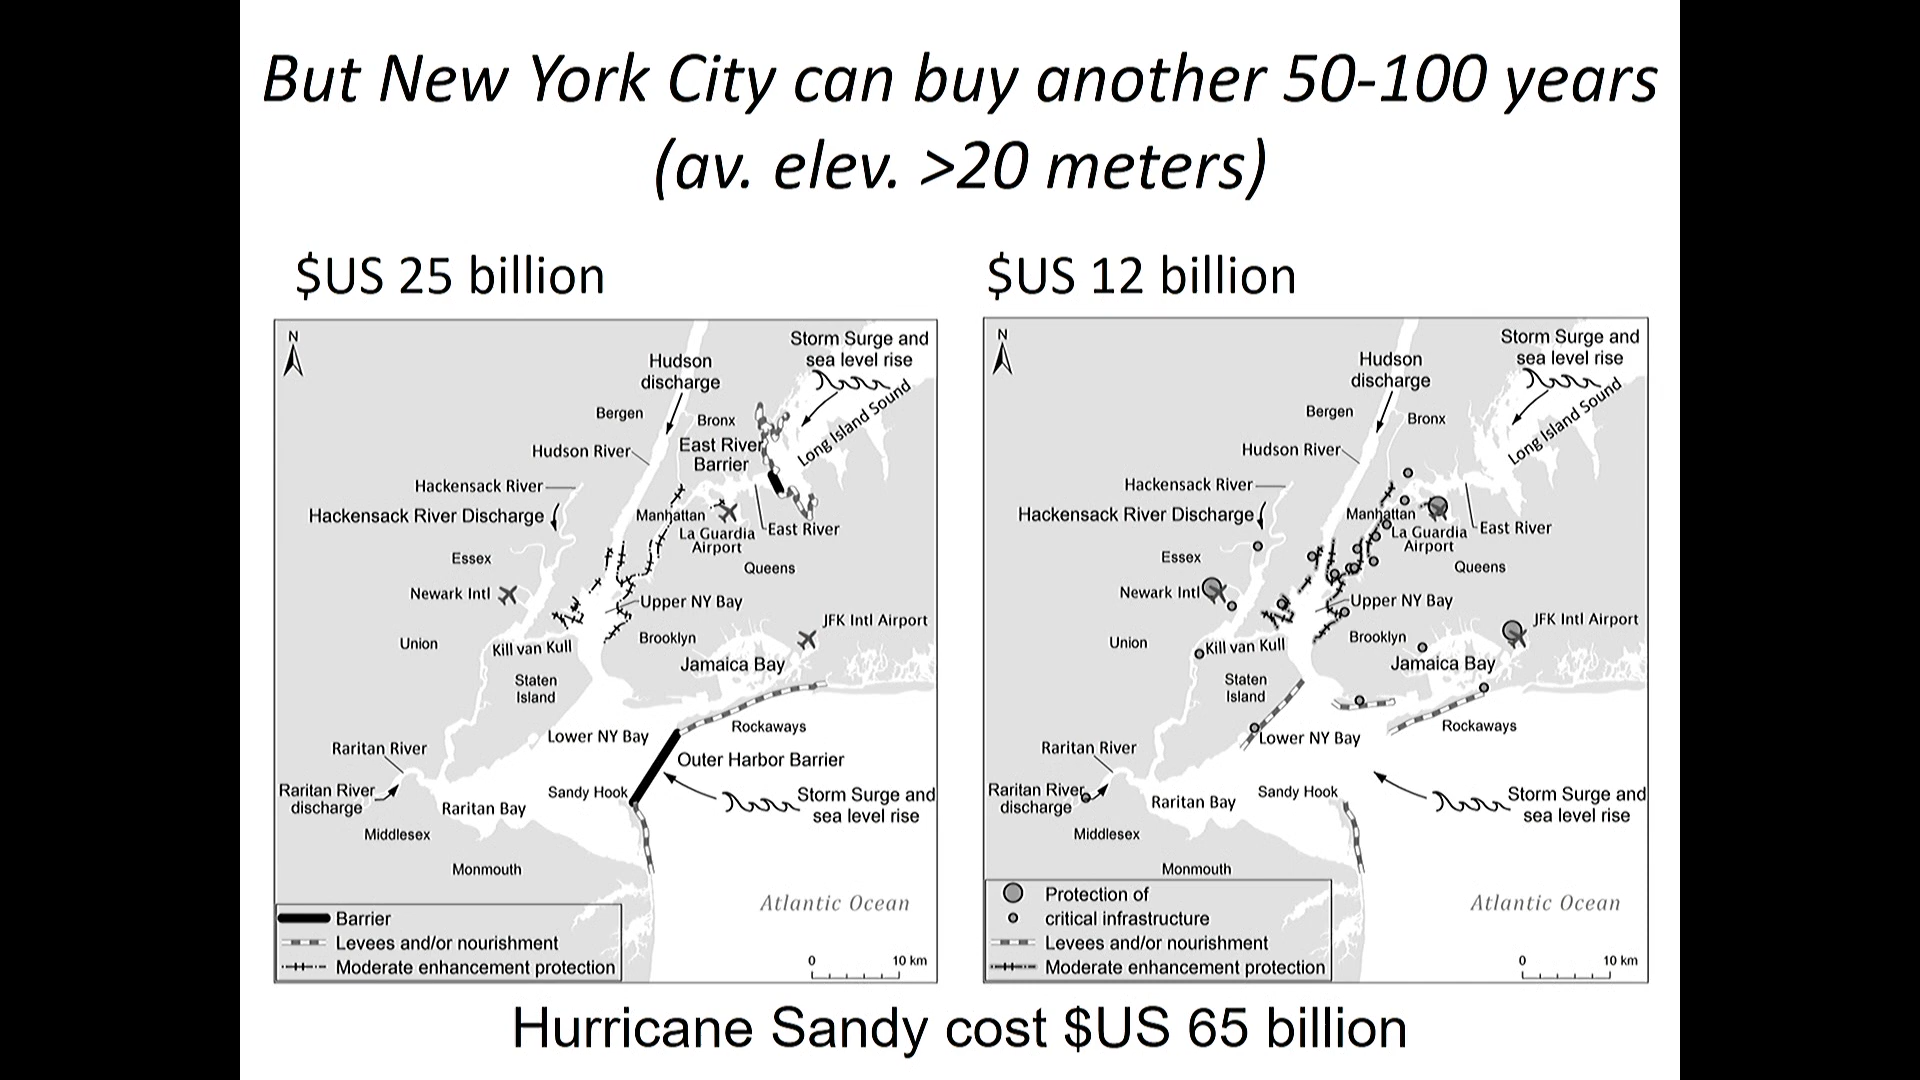 But New York City can buy another 50-100 years
(av. elev. >20 meters)
$US 25 billion
N
Storm Surge and
sea level rise
Hudson
discharge
Long Island Sound
Bergen
Bronx
East River
Barrier
Hudson River
Hackensack River
Hackensack River Discharge
Manhattan
La Guardia
Airport
East River
Essex
Queens
Newark Intl
Upper NY Bay
JFK Intl Airport
Union
Kill van Kull
Brooklyn
Jamaica Bay
Staten
Island
Rockaways
Lower NY Bay
Raritan River
Outer Harbor Barrier
Raritan River
discharge
Sandy Hook
Storm Surge and
sea level rise
Raritan Bay
Middlesex
Monmouth
Atlantic Ocean
Barrier
Levees and/or nourishment
Moderate enhancement protection
0 10 km
$US 12 billion
N
Storm Surge and
sea level rise
Hudson
discharge
Long Island Sound
Bergen
Bronx
Hudson River
Hackensack River
Hackensack River Discharge
Manhattan
La Guardia
Airport
East River
Essex
Queens
Newark Intl
Upper NY Bay
JFK Intl Airport
Union
Kill van Kull
Brooklyn
Jamaica Bay
Staten
Island
Rockaways
Lower NY Bay
Raritan River
Raritan River
discharge
Sandy Hook
Storm Surge and
sea level rise
Raritan Bay
Middlesex
Monmouth
Atlantic Ocean
Protection of
critical infrastructure
Levees and/or nourishment
Moderate enhancement protection
0 10 km
Hurricane Sandy cost $US 65 billion